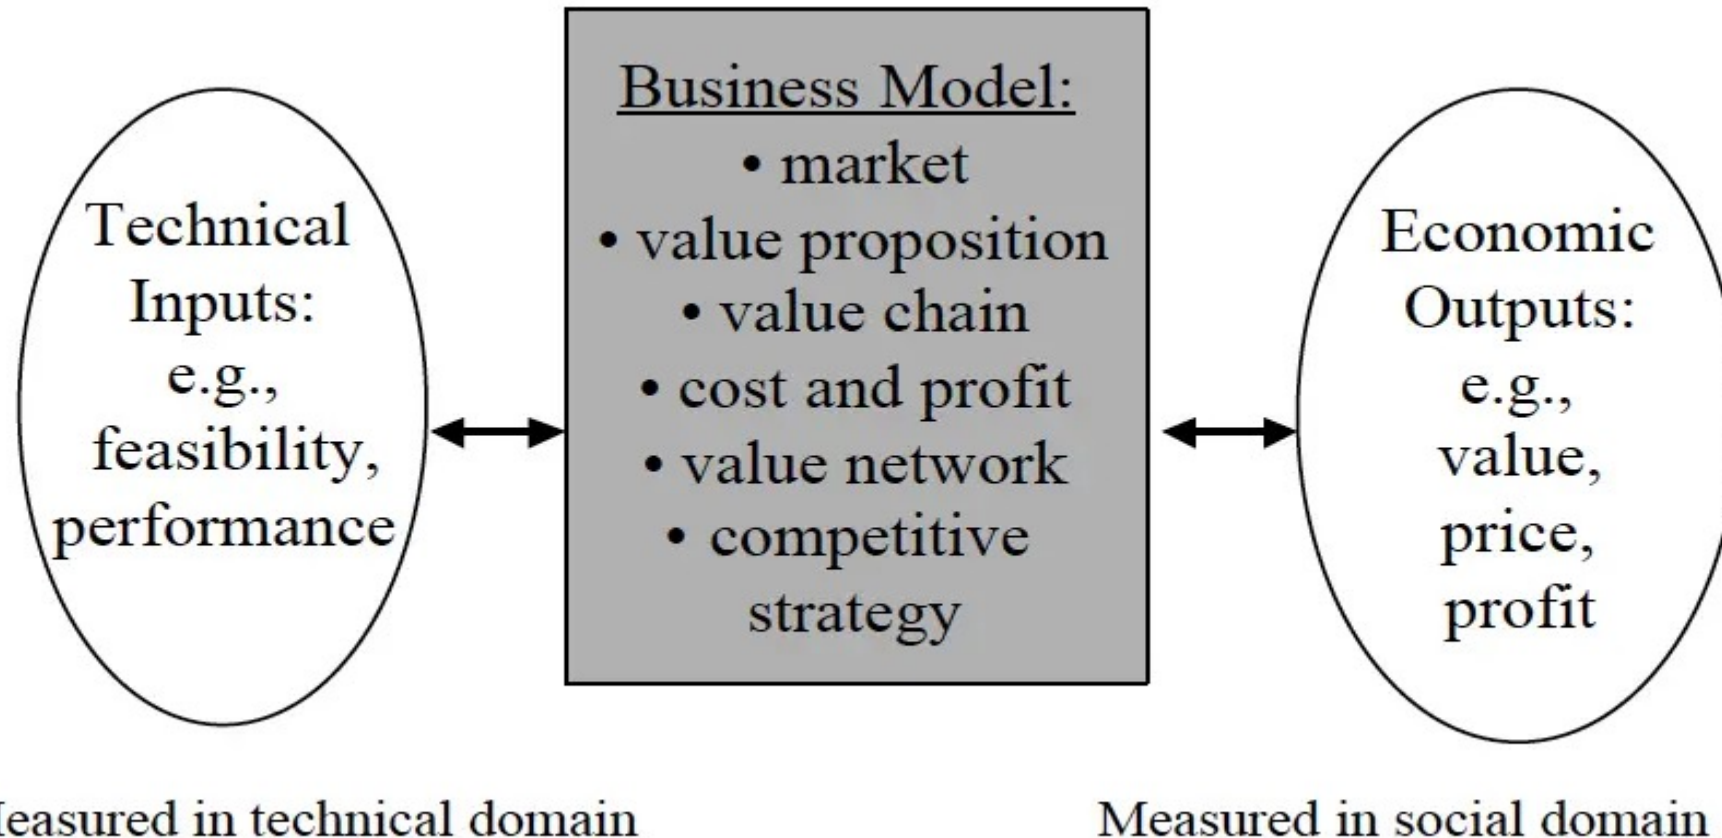 Technical
Inputs:
e.g.,
feasibility,
performance
Business Model:
• market
• value proposition
• value chain
• cost and profit
• value network
• competitive
strategy
Economic
Outputs:
e.g.,
value,
price,
profit
easured in technical domain
Measured in social domain